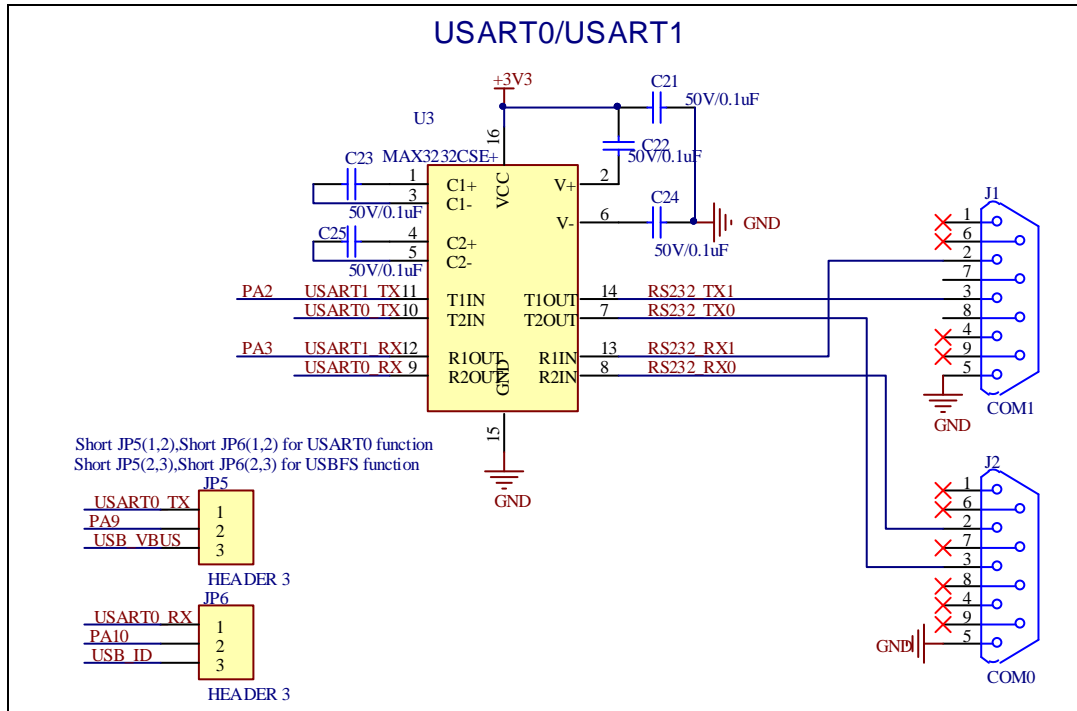 USART0/USART1
+3V3
C21
50V/0.1uF
U3
16
C22
50V/0.1uF
MAX3232CSE+
C23
1
C1+
VCC
V+
2
3
C1-
50V/0.1uF
C24
6
V-
GND
50V/0.1uF
C25
4
C2+
5
C2-
50V/0.1uF
PA2
USART1_TX
11
T1IN
T1OUT
14
RS232_TX1
USART0_TX
10
T2IN
T2OUT
7
RS232_TX0
PA3
USART1_RX
12
R1OUT
R1IN
13
RS232_RX1
USART0_RX
9
R2OUT
GND
R2IN
8
RS232_RX0
15
GND
J1
1
6
2
7
3
8
4
9
5
COM1
GND
J2
1
6
2
7
3
8
4
9
5
GND
COM0
Short JP5(1,2),Short JP6(1,2) for USART0 function
Short JP5(2,3),Short JP6(2,3) for USBFS function
JP5
USART0_TX
1
PA9
2
USB_VBUS
3
HEADER 3
JP6
USART0_RX
1
PA10
2
USB_ID
3
HEADER 3